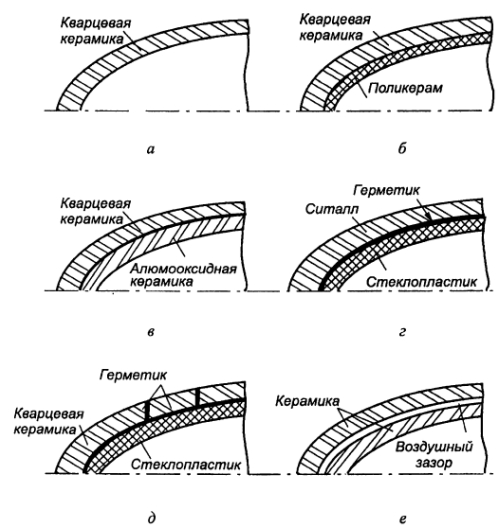 Кварцевая
керамика
а
Кварцевая
керамика
Поликерам
б
Кварцевая
керамика
Алюмооксидная
керамика
в
Герметик
Ситалл
Стеклопластик
г
Герметик
Кварцевая
керамика
Стеклопластик
д
Керамика
Воздушный
зазор
е